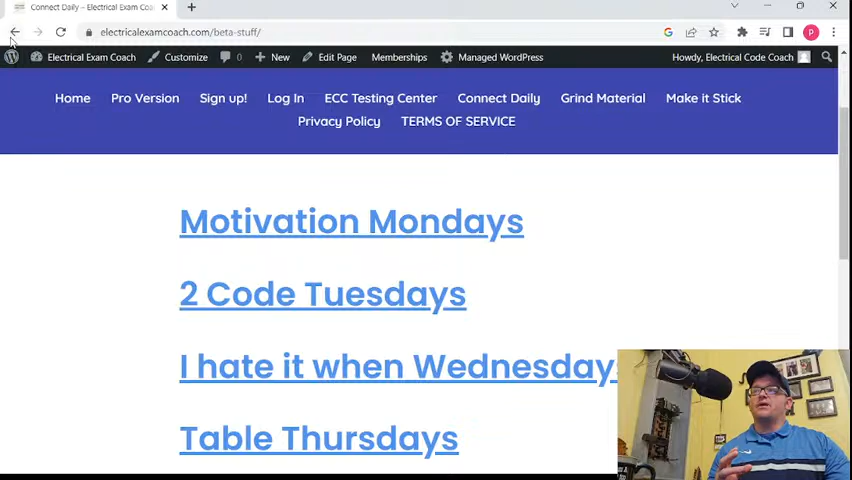 Connect Daily – Electrical Exam Coa
electricalexamcoach.com/beta-stuff/
Electrical Exam Coach Customize 0 New Edit Page Memberships Managed WordPress Howdy, Electrical Code Coach
Home Pro Version Sign up! Log In ECC Testing Center Connect Daily Grind Material Make it Stick
Privacy Policy TERMS OF SERVICE
Motivation Mondays
2 Code Tuesdays
I hate it when Wednesdays
Table Thursdays